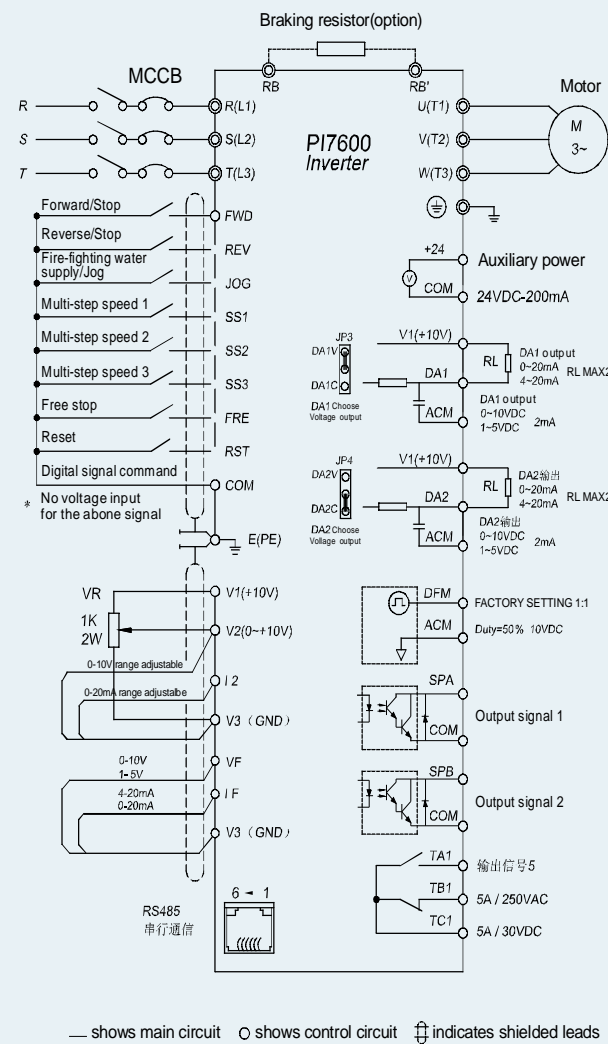 Braking resistor(option)
RB
RB'
MCCB
Motor
R
R(L1)
U(T1)
S
S(L2)
PI7600
Inverter
V(T2)
M
3~
T
T(L3)
W(T3)
Forward/Stop
FWD
Reverse/Stop
REV
Fire-fighting water
supply/Jog
JOG
Multi-step speed 1
SS1
Multi-step speed 2
SS2
Multi-step speed 3
SS3
Free stop
FRE
Reset
RST
Digital signal command
COM
* No voltage input
for the abone signal
E(PE)
+24
Auxiliary power
V
COM
24VDC-200mA
JP3
V1(+10V)
DA1V
DA1C
DA1
RL
DA1 output
0~20mA
4~20mA
RL MAX2
DA1 Choose
Voltage output
ACM
DA1 output
0~10VDC
1~5VDC
2mA
JP4
V1(+10V)
DA2V
DA2C
DA2
RL
DA2输出
0~20mA
4~20mA
RL MAX2
DA2 Choose
Voltage output
ACM
DA2输出
0~10VDC
1~5VDC
2mA
VR
1K
2W
V1(+10V)
V2(0~+10V)
0-10V range adjustable
I2
0-20mA range adjustalbe
V3（GND）
0-10V
1-5V
VF
4-20mA
0-20mA
IF
V3（GND）
DFM
FACTORY SETTING 1:1
ACM
Duty=50% 10VDC
SPA
Output signal 1
COM
SPB
Output signal 2
COM
TA1
输出信号5
TB1
5A / 250VAC
TC1
5A / 30VDC
RS485
串行通信
6 ◄ 1
shows main circuit
shows control circuit
indicates shielded leads